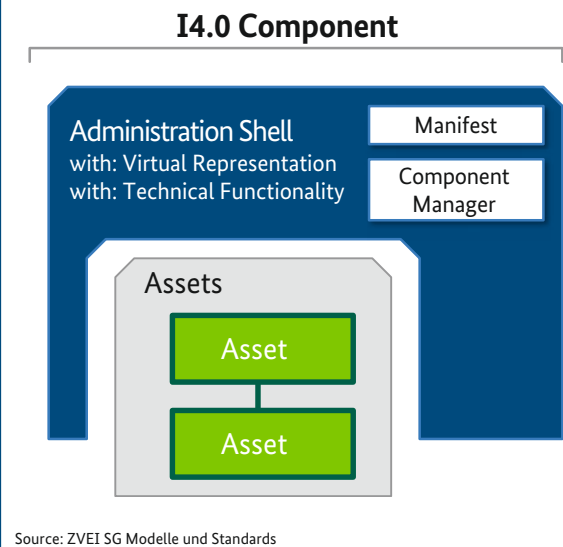 I4.0 Component
Administration Shell
with: Virtual Representation
with: Technical Functionality
Manifest
Component
Manager
Assets
Asset
Asset
Source: ZVEI SG Modelle und Standards